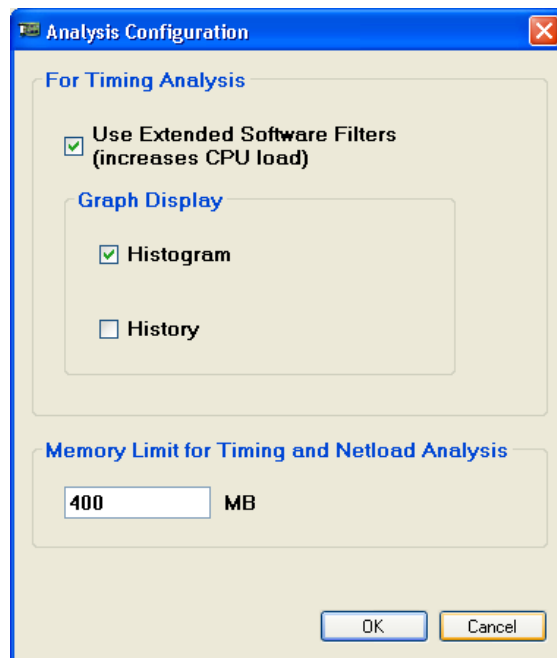 Analysis Configuration
For Timing Analysis
Use Extended Software Filters
(increases CPU load)
Graph Display
Histogram
History
Memory Limit for Timing and Netload Analysis
400 MB
OK Cancel